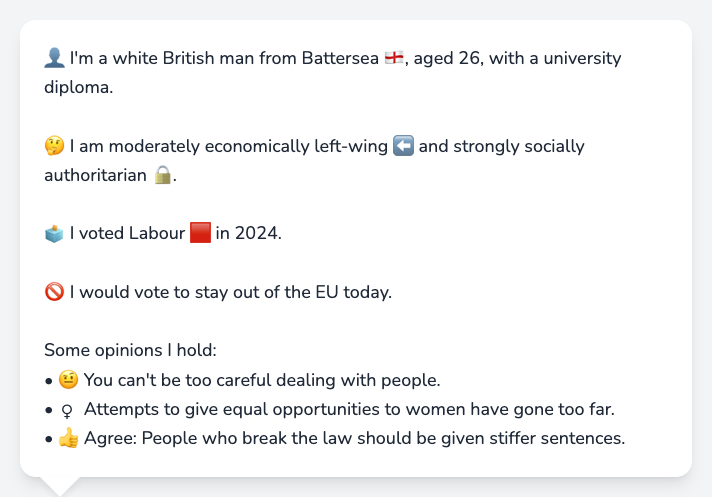 👤 I'm a white British man from Battersea 🏴󠁧󠁢󠁥󠁮󠁧󠁿, aged 26, with a university
diploma.
🤔 I am moderately economically left-wing ⬅️ and strongly socially
authoritarian 🔒.
🗳️ I voted Labour 🟥 in 2024.
🚫 I would vote to stay out of the EU today.
Some opinions I hold:
• 🤨 You can't be too careful dealing with people.
• ♀ Attempts to give equal opportunities to women have gone too far.
• 👍 Agree: People who break the law should be given stiffer sentences.